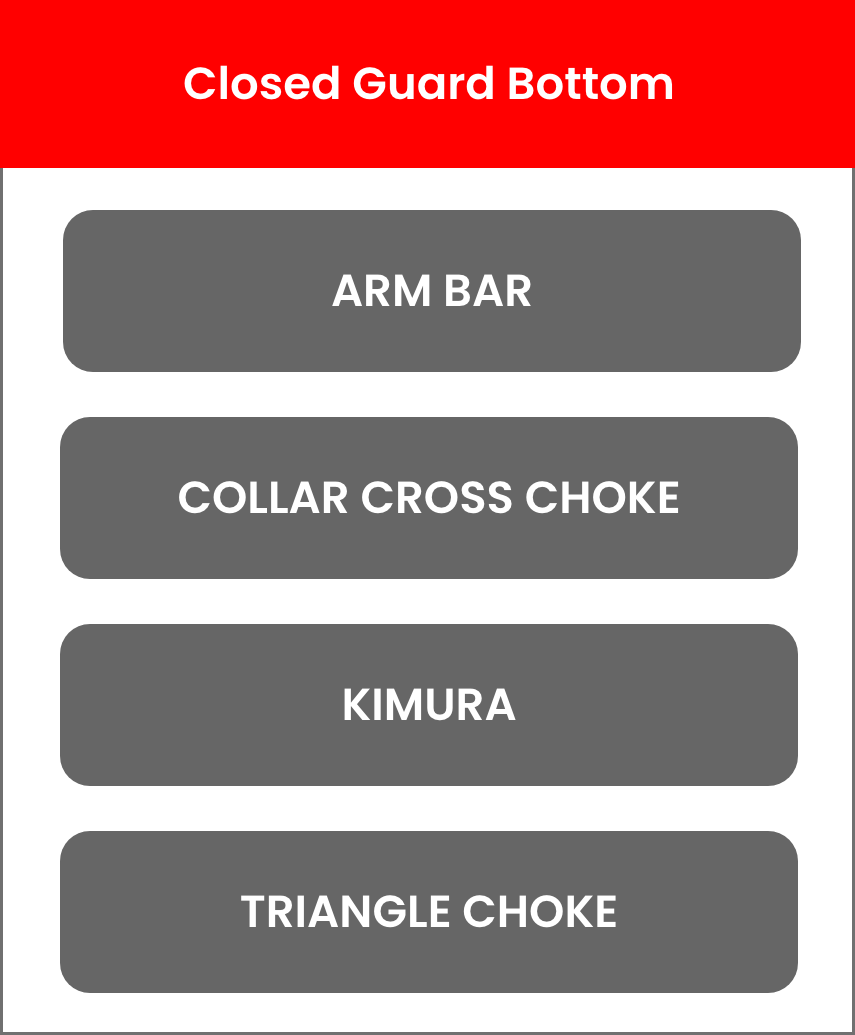 Closed Guard Bottom
ARM BAR
COLLAR CROSS CHOKE
KIMURA
TRIANGLE CHOKE